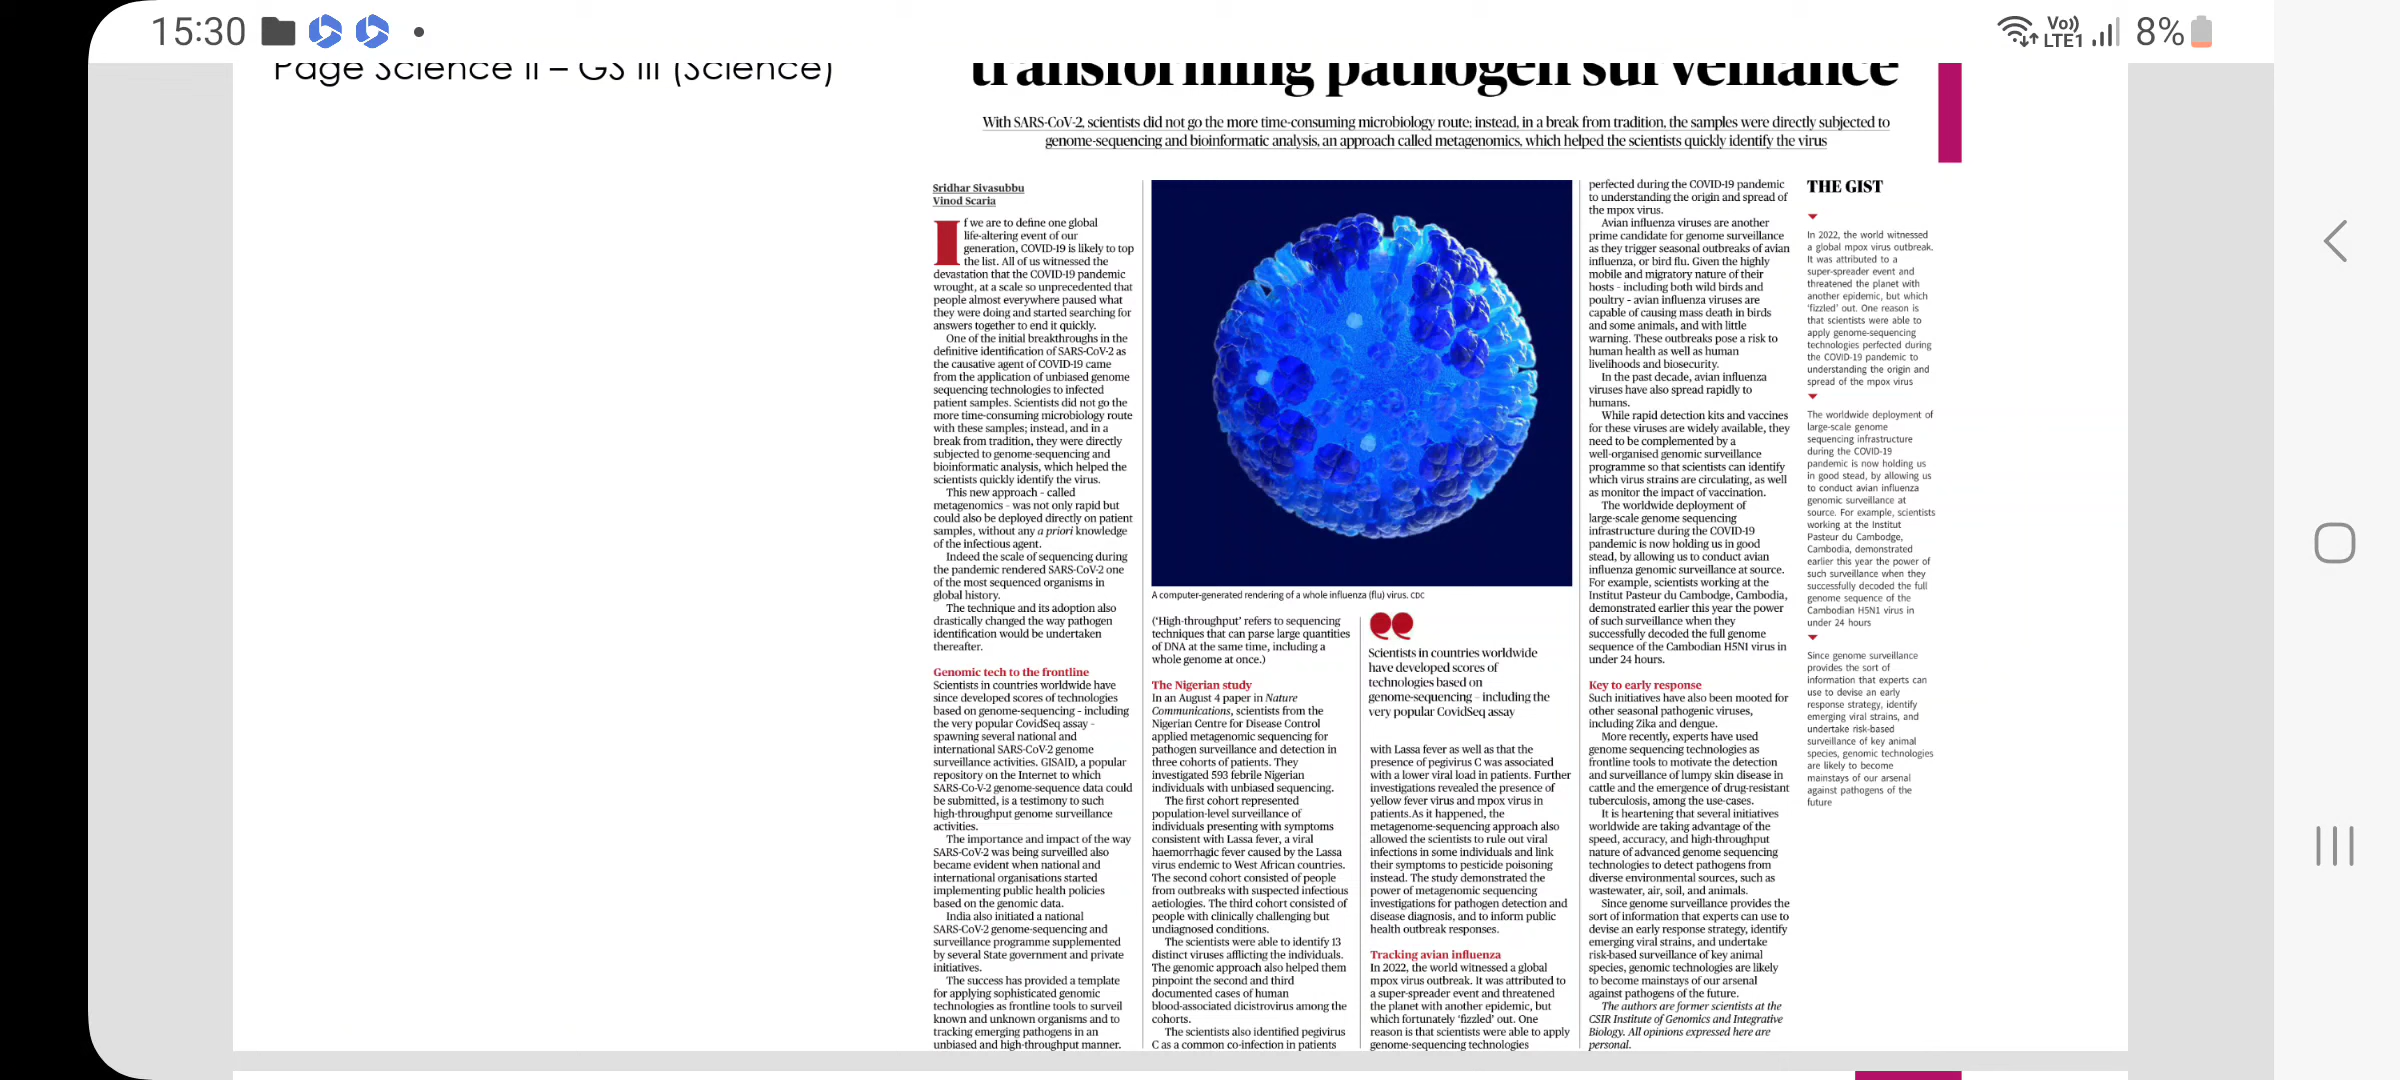 15:30
Vo))
LTE1
8%
Page Science II – GS III (Science)
transforming pathogen surveillance
With SARS-CoV-2, scientists did not go the more time-consuming microbiology route; instead, in a break from tradition, the samples were directly subjected to
genome-sequencing and bioinformatic analysis, an approach called metagenomics, which helped the scientists quickly identify the virus
Sridhar Sivasubbu
Vinod Scaria
If we are to define one global
life-altering event of our
generation, COVID-19 is likely to top
the list. All of us witnessed the
devastation that the COVID-19 pandemic
wrought, at a scale so unprecedented that
people almost everywhere paused what
they were doing and started searching for
answers together to end it quickly.
One of the initial breakthroughs in the
definitive identification of SARS-CoV-2 as
the causative agent of COVID-19 came
from the application of unbiased genome
sequencing technologies to infected
patient samples. Scientists did not go the
more time-consuming microbiology route
with these samples; instead, and in a
break from tradition, they were directly
subjected to genome-sequencing and
bioinformatic analysis, which helped the
scientists quickly identify the virus.
This new approach - called
metagenomics - was not only rapid but
could also be deployed directly on patient
samples, without any a priori knowledge
of the infectious agent.
Indeed the scale of sequencing during
the pandemic rendered SARS-CoV-2 one
of the most sequenced organisms in
global history.
The technique and its adoption also
drastically changed the way pathogen
identification would be undertaken
thereafter.
Genomic tech to the frontline
Scientists in countries worldwide have
since developed scores of technologies
based on genome-sequencing - including
the very popular CovidSeq assay -
spawning several national and
international SARS-CoV-2 genome
surveillance activities. GISAID, a popular
repository on the Internet to which
SARS-Co-V-2 genome-sequence data could
be submitted, is a testimony to such
high-throughput genome surveillance
activities.
The importance and impact of the way
SARS-CoV-2 was being surveilled also
became evident when national and
international organisations started
implementing public health policies
based on the genomic data.
India also initiated a national
SARS-CoV-2 genome-sequencing and
surveillance programme supplemented
by several State government and private
initiatives.
The success has provided a template
for applying sophisticated genomic
technologies as frontline tools to surveil
known and unknown organisms and to
tracking emerging pathogens in an
unbiased and high-throughput manner.
A computer-generated rendering of a whole influenza (flu) virus. CDC
('High-throughput' refers to sequencing
techniques that can parse large quantities
of DNA at the same time, including a
whole genome at once.)
The Nigerian study
In an August 4 paper in Nature
Communications, scientists from the
Nigerian Centre for Disease Control
applied metagenomic sequencing for
pathogen surveillance and detection in
three cohorts of patients. They
investigated 593 febrile Nigerian
individuals with unbiased sequencing.
The first cohort represented
population-level surveillance of
individuals presenting with symptoms
consistent with Lassa fever, a viral
haemorrhagic fever caused by the Lassa
virus endemic to West African countries.
The second cohort consisted of people
from outbreaks with suspected infectious
aetiologies. The third cohort consisted of
people with clinically challenging but
undiagnosed conditions.
The scientists were able to identify 13
distinct viruses afflicting the individuals.
The genomic approach also helped them
pinpoint the second and third
documented cases of human
blood-associated dicistrovirus among the
cohorts.
The scientists also identified pegivirus
C as a common co-infection in patients
Scientists in countries worldwide
have developed scores of
technologies based on
genome-sequencing - including the
very popular CovidSeq assay
with Lassa fever as well as that the
presence of pegivirus C was associated
with a lower viral load in patients. Further
investigations revealed the presence of
yellow fever virus and mpox virus in
patients.As it happened, the
metagenome-sequencing approach also
allowed the scientists to rule out viral
infections in some individuals and link
their symptoms to pesticide poisoning
instead. The study demonstrated the
power of metagenomic sequencing
investigations for pathogen detection and
disease diagnosis, and to inform public
health outbreak responses.
Tracking avian influenza
In 2022, the world witnessed a global
mpox virus outbreak. It was attributed to
a super-spreader event and threatened
the planet with another epidemic, but
which fortunately 'fizzled' out. One
reason is that scientists were able to apply
genome-sequencing technologies
perfected during the COVID-19 pandemic
to understanding the origin and spread of
the mpox virus.
Avian influenza viruses are another
prime candidate for genome surveillance
as they trigger seasonal outbreaks of avian
influenza, or bird flu. Given the highly
mobile and migratory nature of their
hosts - including both wild birds and
poultry - avian influenza viruses are
capable of causing mass death in birds
and some animals, and with little
warning. These outbreaks pose a risk to
human health as well as human
livelihoods and biosecurity.
In the past decade, avian influenza
viruses have also spread rapidly to
humans.
While rapid detection kits and vaccines
for these viruses are widely available, they
need to be complemented by a
well-organised genomic surveillance
programme so that scientists can identify
which virus strains are circulating, as well
as monitor the impact of vaccination.
The worldwide deployment of
large-scale genome sequencing
infrastructure during the COVID-19
pandemic is now holding us in good
stead, by allowing us to conduct avian
influenza genomic surveillance at source.
For example, scientists working at the
Institut Pasteur du Cambodge, Cambodia,
demonstrated earlier this year the power
of such surveillance when they
successfully decoded the full genome
sequence of the Cambodian H5N1 virus in
under 24 hours.
Key to early response
Such initiatives have also been mooted for
other seasonal pathogenic viruses,
including Zika and dengue.
More recently, experts have used
genome sequencing technologies as
frontline tools to motivate the detection
and surveillance of lumpy skin disease in
cattle and the emergence of drug-resistant
tuberculosis, among the use-cases.
It is heartening that several initiatives
worldwide are taking advantage of the
speed, accuracy, and high-throughput
nature of advanced genome sequencing
technologies to detect pathogens from
diverse environmental sources, such as
wastewater, air, soil, and animals.
Since genome surveillance provides the
sort of information that experts can use to
devise an early response strategy, identify
emerging viral strains, and undertake
risk-based surveillance of key animal
species, genomic technologies are likely
to become mainstays of our arsenal
against pathogens of the future.
The authors are former scientists at the
CSIR Institute of Genomics and Integrative
Biology. All opinions expressed here are
personal.
THE GIST
In 2022, the world witnessed
a global mpox virus outbreak.
It was attributed to a
super-spreader event and
threatened the planet with
another epidemic, but which
'fizzled' out. One reason is
that scientists were able to
apply genome-sequencing
technologies perfected during
the COVID-19 pandemic to
understanding the origin and
spread of the mpox virus
The worldwide deployment of
large-scale genome
sequencing infrastructure
during the COVID-19
pandemic is now holding us
in good stead, by allowing us
to conduct avian influenza
genomic surveillance at
source. For example, scientists
working at the Institut
Pasteur du Cambodge,
Cambodia, demonstrated
earlier this year the power of
such surveillance when they
successfully decoded the full
genome sequence of the
Cambodian H5N1 virus in
under 24 hours
Since genome surveillance
provides the sort of
information that experts can
use to devise an early
response strategy, identify
emerging viral strains, and
undertake risk-based
surveillance of key animal
species, genomic technologies
are likely to become
mainstays of our arsenal
against pathogens of the
future